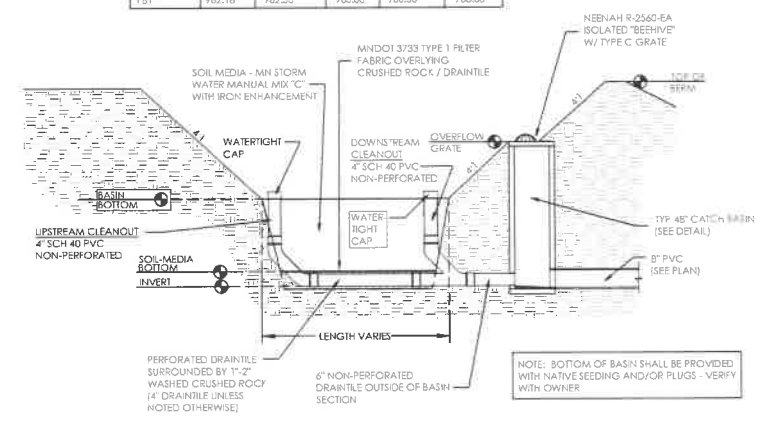 NEENAH R-2560-EA
ISOLATED "BEEHIVE"
W/ TYPE C GRATE
MNDOT 3733 TYPE 1 FILTER
FABRIC OVERLYING
CRUSHED ROCK / DRAINTILE
SOIL MEDIA - MN STORM
WATER MANUAL MIX "C"
WITH IRON ENHANCEMENT
TOP OF
BERM
4:1
WATERTIGHT
CAP
DOWNSTREAM
CLEANOUT
4" SCH 40 PVC
NON-PERFORATED
OVERFLOW
GRATE
4:1
4:1
BASIN
BOTTOM
WATER-
TIGHT
CAP
TYP 48" CATCH BASIN
(SEE DETAIL)
UPSTREAM CLEANOUT
4" SCH 40 PVC
NON-PERFORATED
SOIL-MEDIA
BOTTOM
INVERT
8" PVC
(SEE PLAN)
LENGTH VARIES
PERFORATED DRAINTILE
SURROUNDED BY 1"-2"
WASHED CRUSHED ROCK
(4" DRAINTILE UNLESS
NOTED OTHERWISE)
6" NON-PERFORATED
DRAINTILE OUTSIDE OF BASIN
SECTION
NOTE: BOTTOM OF BASIN SHALL BE PROVIDED
WITH NATIVE SEEDING AND/OR PLUGS - VERIFY
WITH OWNER